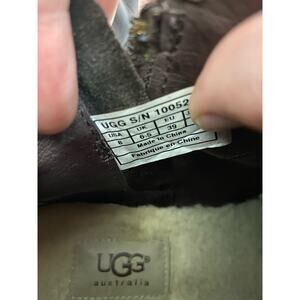 UGG S/N 10052
USA UK EU
8 6-5 39
Made in China
Fabriqué en Chine
UGG®
australia